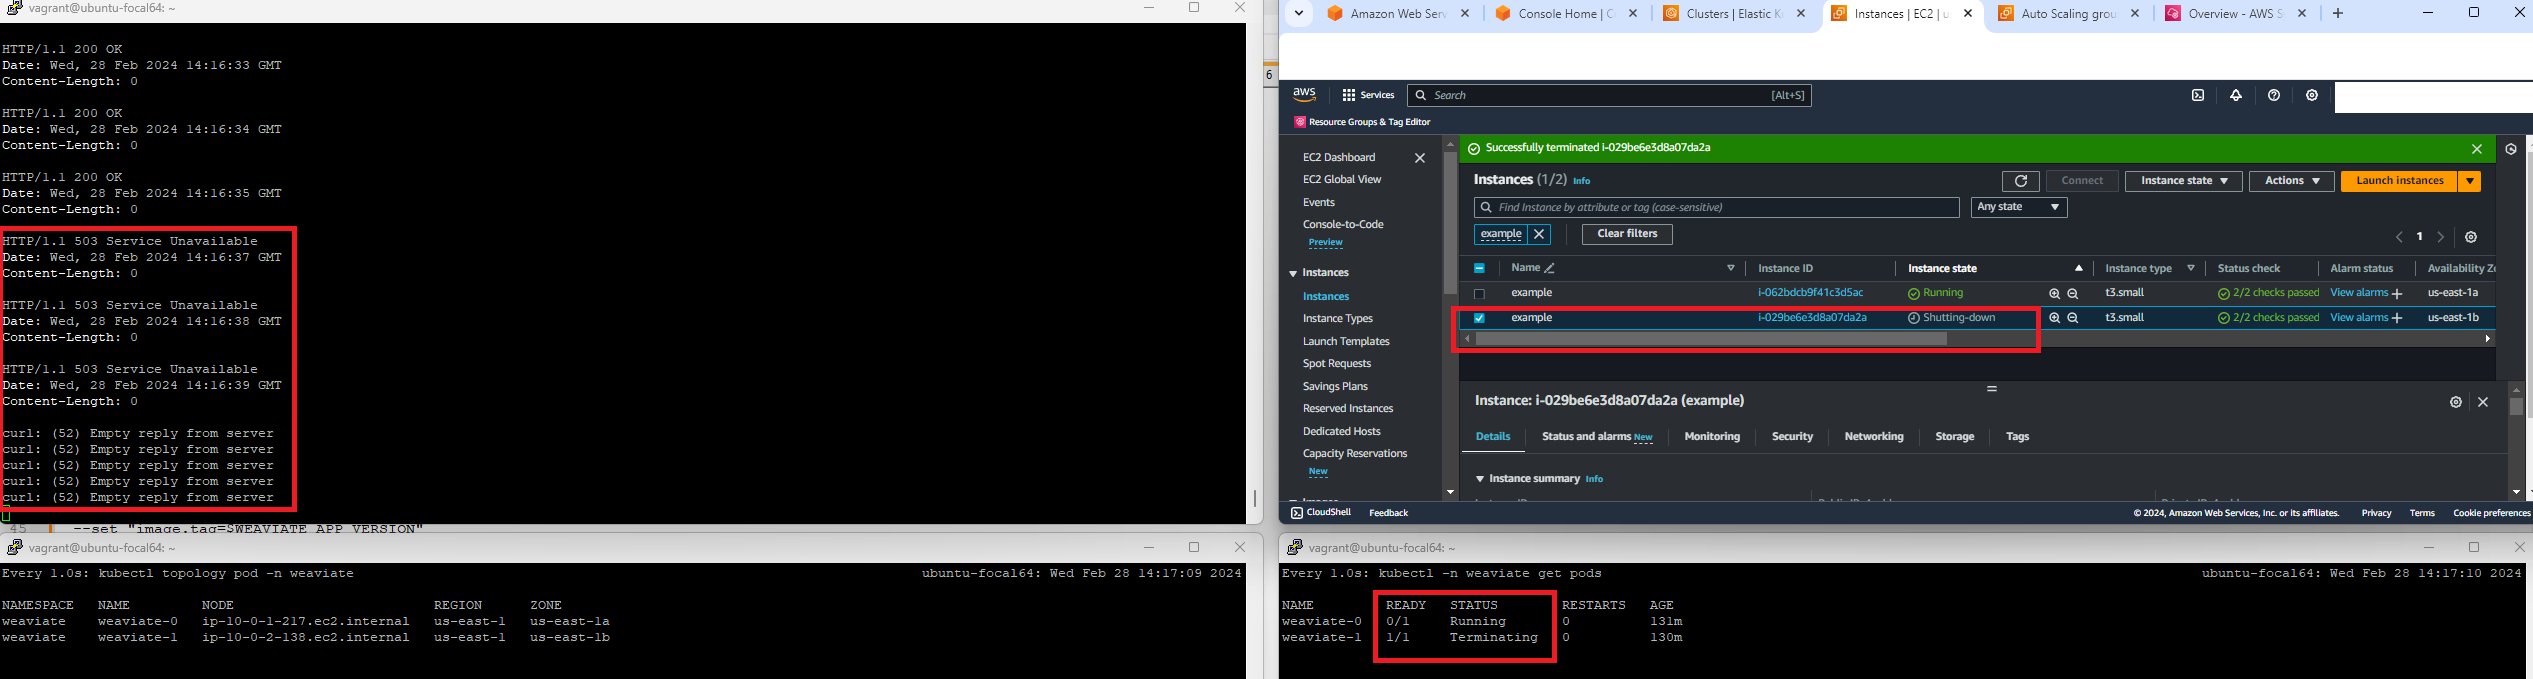 vagrant@ubuntu-focal64: ~
HTTP/1.1 200 OK
Date: Wed, 28 Feb 2024 14:16:33 GMT
Content-Length: 0
HTTP/1.1 200 OK
Date: Wed, 28 Feb 2024 14:16:34 GMT
Content-Length: 0
HTTP/1.1 200 OK
Date: Wed, 28 Feb 2024 14:16:35 GMT
Content-Length: 0
HTTP/1.1 503 Service Unavailable
Date: Wed, 28 Feb 2024 14:16:37 GMT
Content-Length: 0
HTTP/1.1 503 Service Unavailable
Date: Wed, 28 Feb 2024 14:16:38 GMT
Content-Length: 0
HTTP/1.1 503 Service Unavailable
Date: Wed, 28 Feb 2024 14:16:39 GMT
Content-Length: 0
curl: (52) Empty reply from server
curl: (52) Empty reply from server
curl: (52) Empty reply from server
curl: (52) Empty reply from server
curl: (52) Empty reply from server
45 --set "image.tag=$WEAVIATE_APP_VERSION"
6
Amazon Web Serv
Console Home | C
Clusters | Elastic K
Instances | EC2 | u
Auto Scaling grou
Overview - AWS S
aws
Services
Search [Alt+S]
Resource Groups & Tag Editor
EC2 Dashboard
EC2 Global View
Events
Console-to-Code
Preview
Instances
Instances
Instance Types
Launch Templates
Spot Requests
Savings Plans
Reserved Instances
Dedicated Hosts
Capacity Reservations
New
Images
Successfully terminated i-029be6e3d8a07da2a
Instances (1/2) Info
Connect Instance state Actions Launch instances
Find Instance by attribute or tag (case-sensitive) Any state
example Clear filters
1
Name Instance ID Instance state Instance type Status check Alarm status Availability Zo
example i-062bdcb9f41c3d5ac Running t3.small 2/2 checks passed View alarms us-east-1a
example i-029be6e3d8a07da2a Shutting-down t3.small 2/2 checks passed View alarms us-east-1b
Instance: i-029be6e3d8a07da2a (example)
Details Status and alarms New Monitoring Security Networking Storage Tags
Instance summary Info
CloudShell Feedback © 2024, Amazon Web Services, Inc. or its affiliates. Privacy Terms Cookie preferences
vagrant@ubuntu-focal64: ~
Every 1.0s: kubectl topology pod -n weaviate ubuntu-focal64: Wed Feb 28 14:17:09 2024
NAMESPACE NAME NODE REGION ZONE
weaviate weaviate-0 ip-10-0-1-217.ec2.internal us-east-1 us-east-1a
weaviate weaviate-1 ip-10-0-2-138.ec2.internal us-east-1 us-east-1b
vagrant@ubuntu-focal64: ~
Every 1.0s: kubectl -n weaviate get pods ubuntu-focal64: Wed Feb 28 14:17:10 2024
NAME READY STATUS RESTARTS AGE
weaviate-0 0/1 Running 0 131m
weaviate-1 1/1 Terminating 0 130m